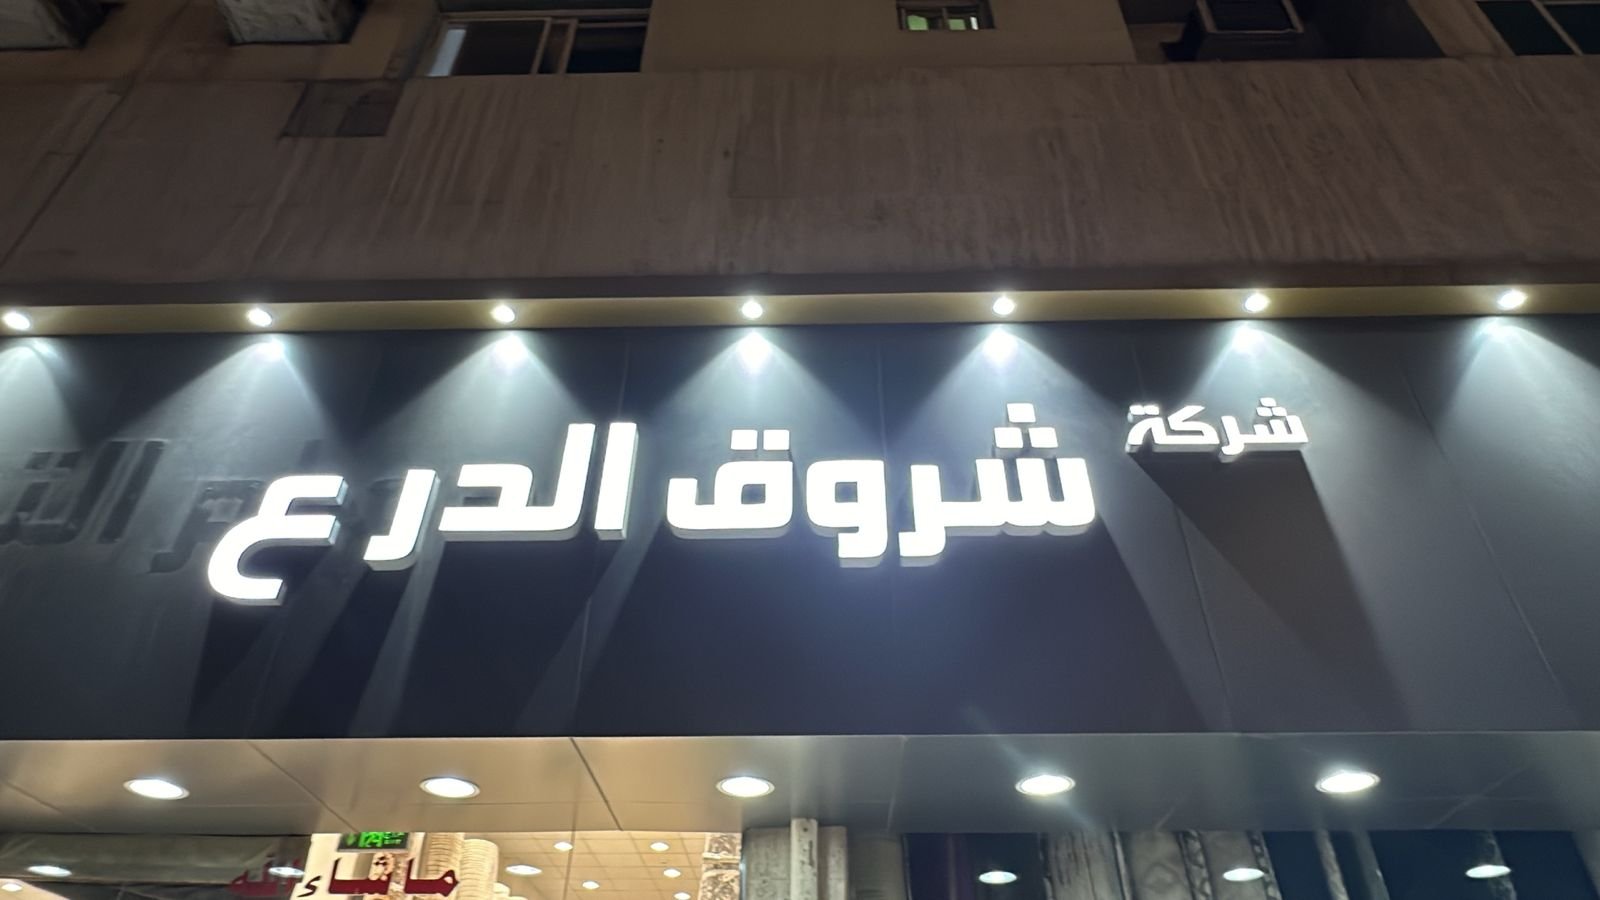 شركة
شروق الدرع
ما شاء الله